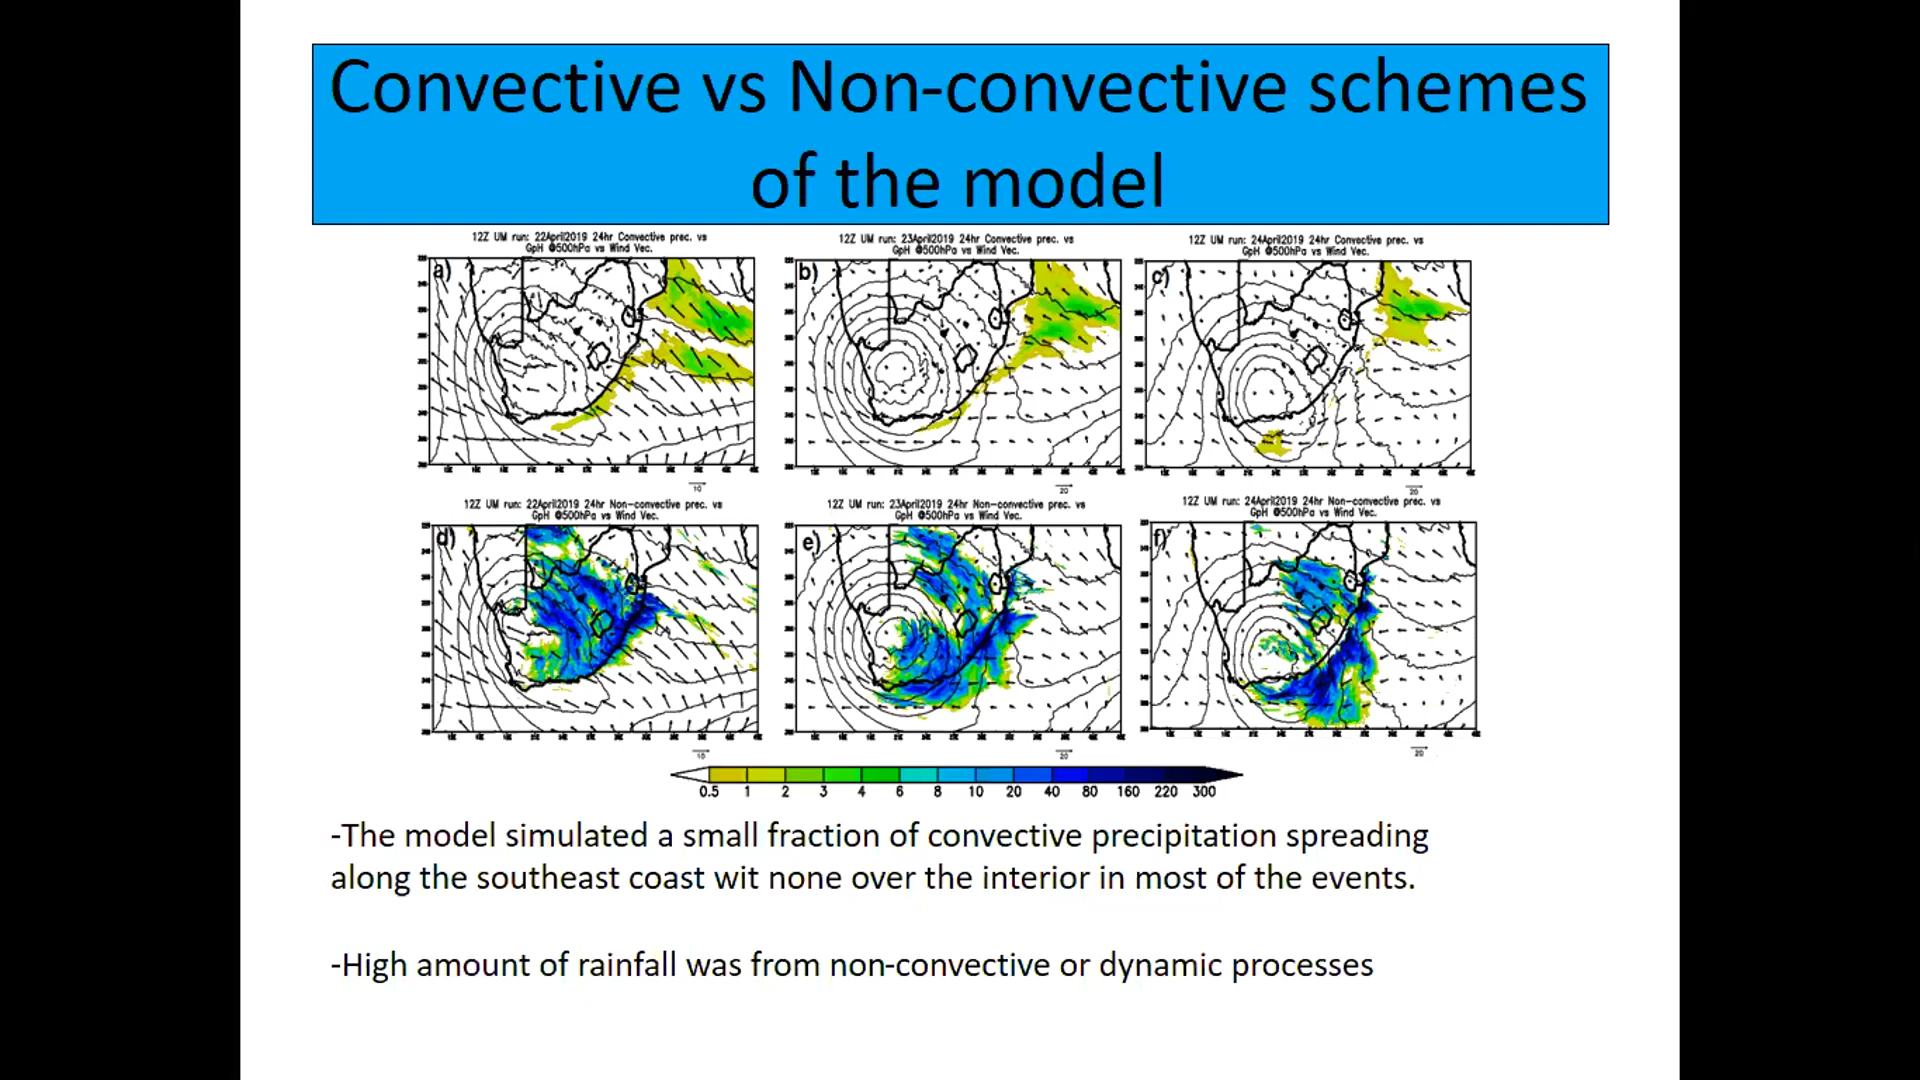 Convective vs Non-convective schemes
of the model
12Z UM run: 22April2019 24hr Convective prec. vs
GpH @500hPa vs Wind Vec.
12Z UM run: 23April2019 24hr Convective prec. vs
GpH @500hPa vs Wind Vec.
12Z UM run: 24April2019 24hr Convective prec. vs
GpH @500hPa vs Wind Vec.
a)
b)
c)
10
20
20
12Z UM run: 22April2019 24hr Non-convective prec. vs
GpH @500hPa vs Wind Vec.
12Z UM run: 23April2019 24hr Non-convective prec. vs
GpH @500hPa vs Wind Vec.
12Z UM run: 24April2019 24hr Non-convective prec. vs
GpH @500hPa vs Wind Vec.
d)
e)
f)
10
20
20
0.5 1 2 3 4 6 8 10 20 40 80 160 220 300
-The model simulated a small fraction of convective precipitation spreading
along the southeast coast wit none over the interior in most of the events.
-High amount of rainfall was from non-convective or dynamic processes